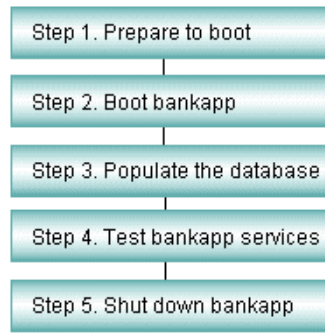 Step 1. Prepare to boot
Step 2. Boot bankapp
Step 3. Populate the database
Step 4. Test bankapp services
Step 5. Shut down bankapp